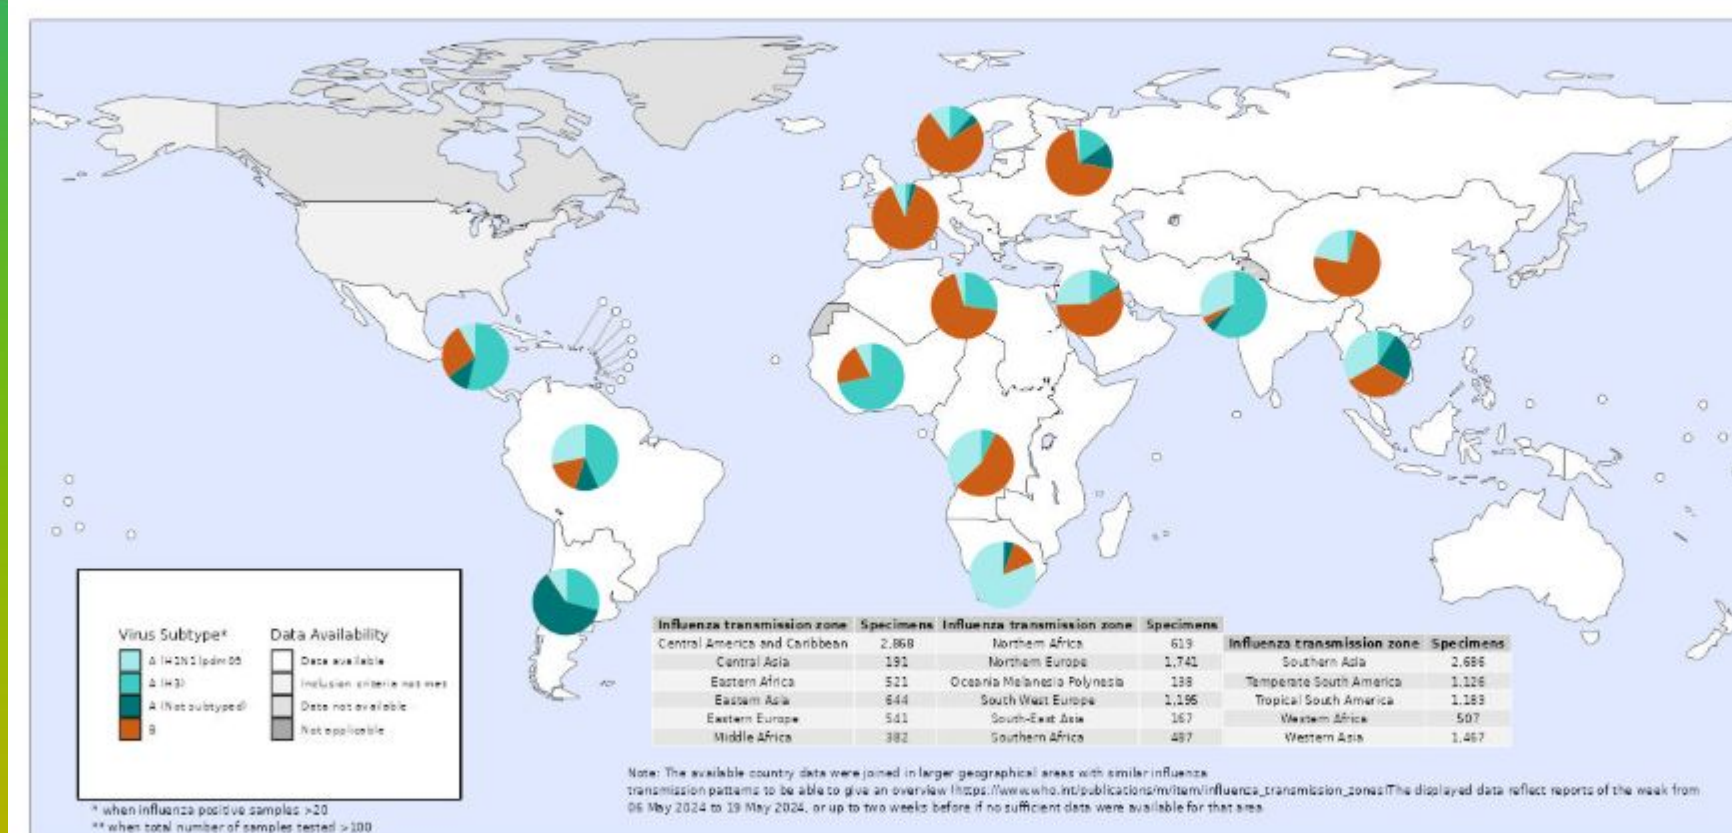 Virus Subtype*
A (H1N1)pdm09
A (H3)
A (Not subtyped)
B
Data Availability
Data available
Inclusion criteria not met
Data not available
Not applicable
* when influenza positive samples >20
** when total number of samples tested >100
Influenza transmission zone Specimens Influenza transmission zone Specimens
Central America and Caribbean 2,868 Northern Africa 619 Influenza transmission zone Specimens
Central Asia 191 Northern Europe 1,741 Southern Asia 2,686
Eastern Africa 521 Oceania Melanesia Polynesia 138 Temperate South America 1,126
Eastern Asia 644 South West Europe 1,195 Tropical South America 1,183
Eastern Europe 541 South-East Asia 167 Western Africa 507
Middle Africa 382 Southern Africa 487 Western Asia 1,467
Note: The available country data were joined in larger geographical areas with similar influenza
transmission patterns to be able to give an overview (https://www.who.int/publications/m/item/influenza_transmission_zones)The displayed data reflect reports of the week from
06 May 2024 to 19 May 2024, or up to two weeks before if no sufficient data were available for that area